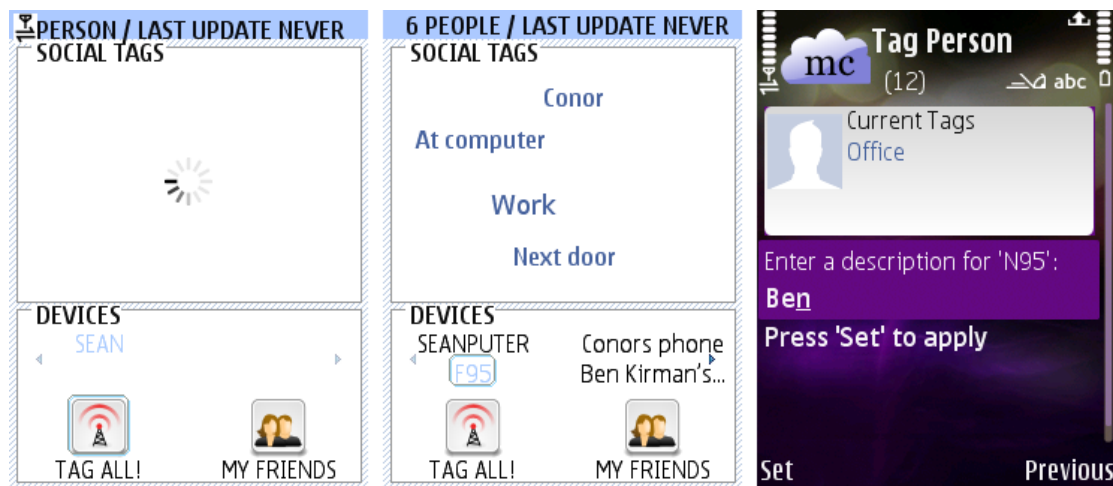 PERSON / LAST UPDATE NEVER
SOCIAL TAGS
DEVICES
SEAN
TAG ALL!
MY FRIENDS
6 PEOPLE / LAST UPDATE NEVER
SOCIAL TAGS
Conor
At computer
Work
Next door
DEVICES
SEANPUTER
Conors phone
F95
Ben Kirman's...
TAG ALL!
MY FRIENDS
mc
Tag Person
(12)
abc
Current Tags
Office
Enter a description for 'N95':
Ben
Press 'Set' to apply
Set
Previous